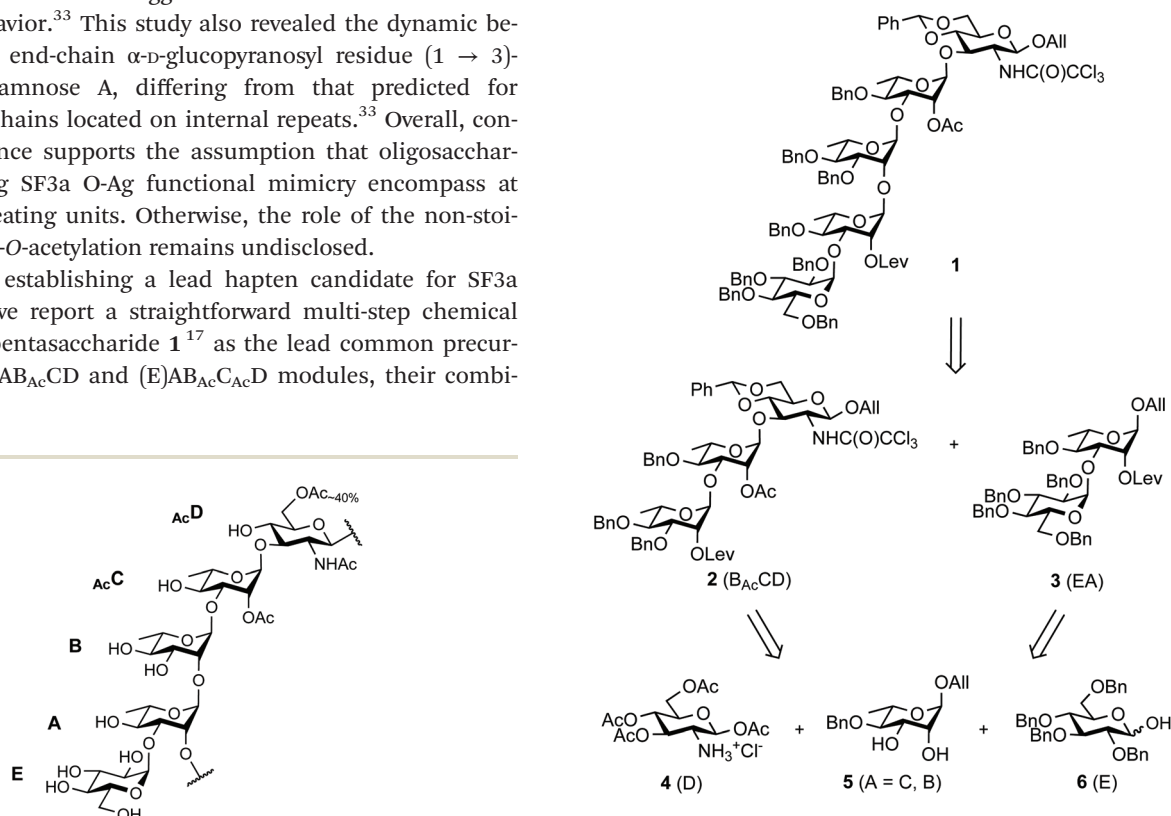 avior.33 This study also revealed the dynamic be-
end-chain α-D-glucopyranosyl residue (1 → 3)-
amnose A, differing from that predicted for
hains located on internal repeats.33 Overall, con-
nce supports the assumption that oligosacchar-
g SF3a O-Ag functional mimicry encompass at
eating units. Otherwise, the role of the non-stoi-
-O-acetylation remains undisclosed.
establishing a lead hapten candidate for SF3a
ve report a straightforward multi-step chemical
pentasaccharide 1 17 as the lead common precur-
ABAcCD and (E)ABAcCAcD modules, their combi-
OAc~40%
AcD
HO
O
O
NHAc
AcC
HO
O
O
OAc
B
HO
O
HO
O
A
HO
O
O
O
E
HO
HO
HO
O
OH
Ph
O
O
O
OAll
O
NHC(O)CCl3
BnO
O
O
OAc
BnO
O
BnO
O
BnO
O
O
OLev
BnO
BnO
BnO
O
OBn
1
Ph
O
O
O
OAll
O
NHC(O)CCl3
BnO
O
O
OAc
BnO
O
BnO
OLev
2 (BAcCD)
+
OAll
BnO
O
O
OLev
BnO
BnO
BnO
O
OBn
3 (EA)
OAc
AcO
O
AcO
OAc
NH3+Cl-
4 (D)
+
OAll
BnO
O
HO
OH
5 (A = C, B)
+
OBn
BnO
O
BnO
OH
OBn
6 (E)